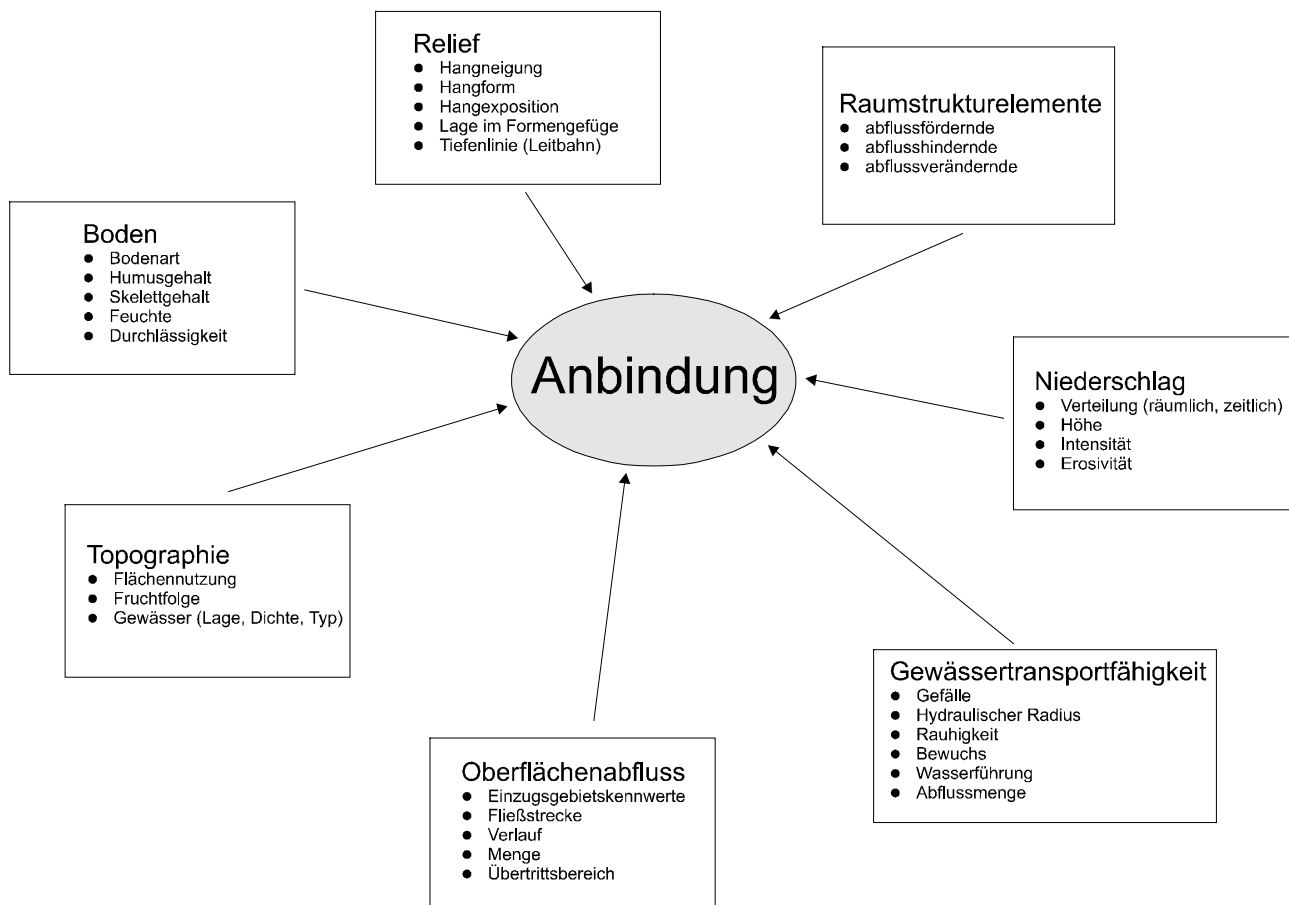 Relief
● Hangneigung
● Hangform
● Hangexposition
● Lage im Formengefüge
● Tiefenlinie (Leitbahn)
Raumstrukturelemente
● abflussfördernde
● abflusshindernde
● abflussverändernde
Boden
● Bodenart
● Humusgehalt
● Skelettgehalt
● Feuchte
● Durchlässigkeit
Anbindung
Niederschlag
● Verteilung (räumlich, zeitlich)
● Höhe
● Intensität
● Erosivität
Topographie
● Flächennutzung
● Fruchtfolge
● Gewässer (Lage, Dichte, Typ)
Gewässertransportfähigkeit
● Gefälle
● Hydraulischer Radius
● Rauhigkeit
● Bewuchs
● Wasserführung
● Abflussmenge
Oberflächenabfluss
● Einzugsgebietskennwerte
● Fließstrecke
● Verlauf
● Menge
● Übertrittsbereich